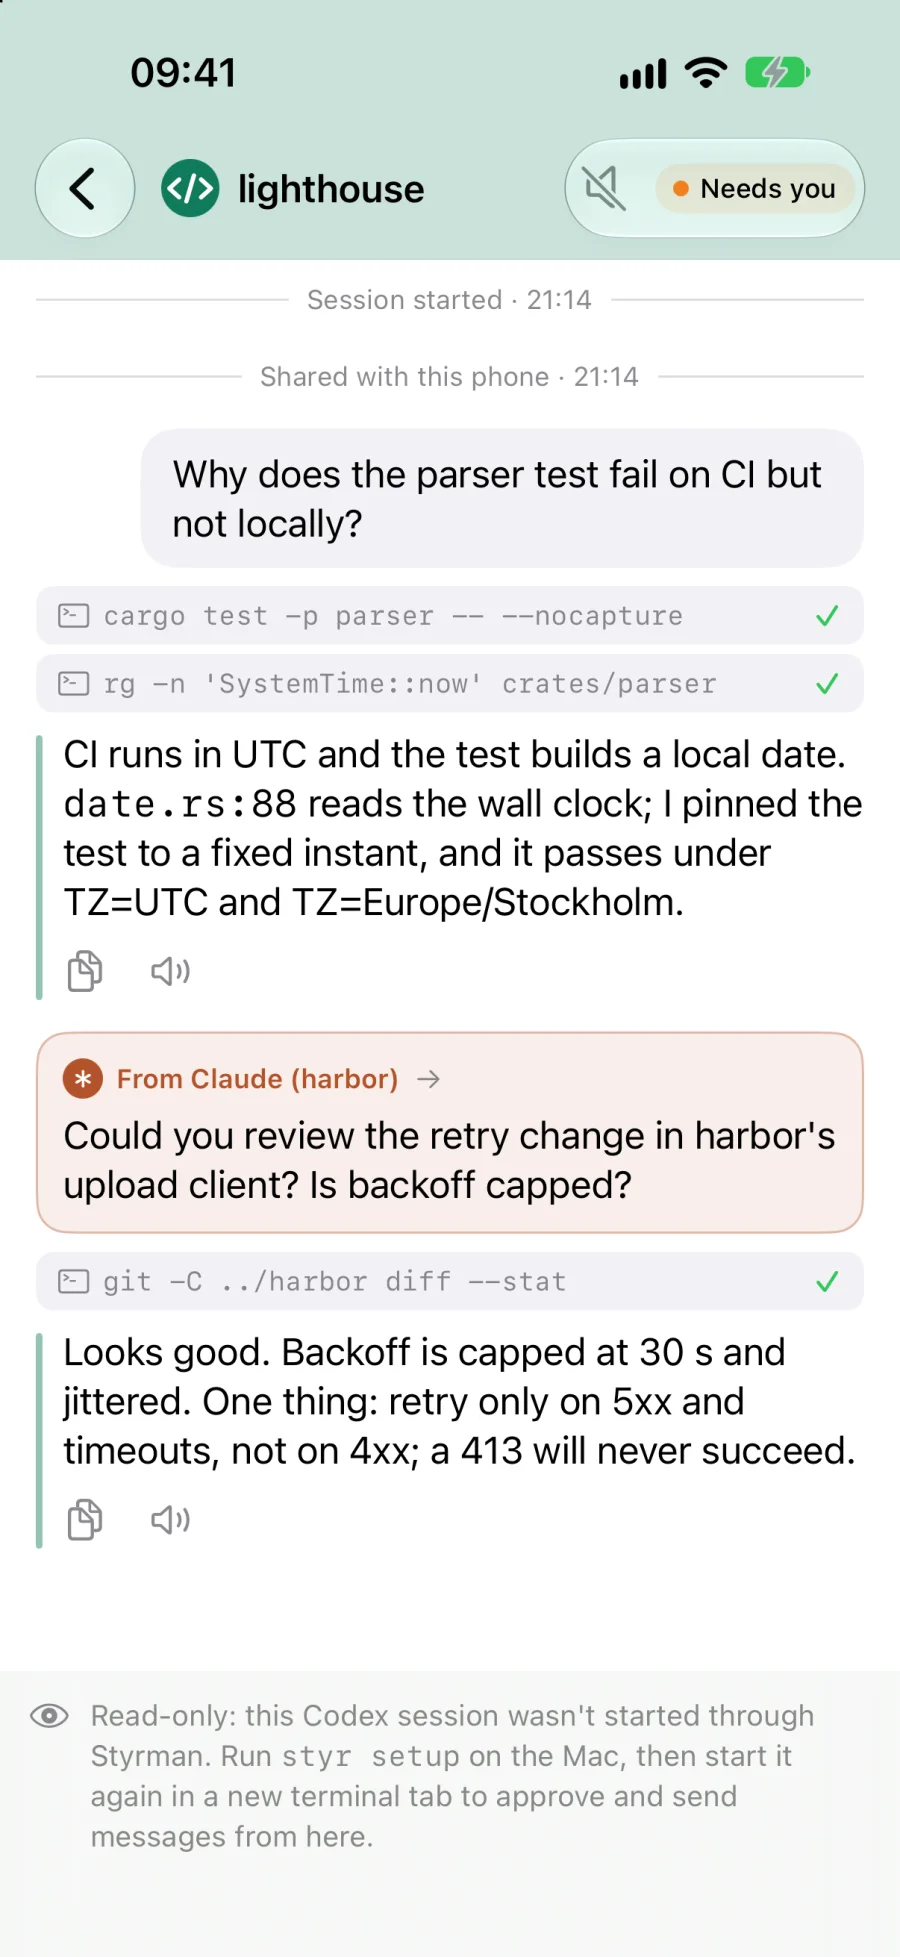 09:41
</> lighthouse
Needs you
Session started · 21:14
Shared with this phone · 21:14
Why does the parser test fail on CI but
not locally?
cargo test -p parser -- --nocapture
rg -n 'SystemTime::now' crates/parser
CI runs in UTC and the test builds a local date.
date.rs:88 reads the wall clock; I pinned the
test to a fixed instant, and it passes under
TZ=UTC and TZ=Europe/Stockholm.
From Claude (harbor) →
Could you review the retry change in harbor's
upload client? Is backoff capped?
git -C ../harbor diff --stat
Looks good. Backoff is capped at 30 s and
jittered. One thing: retry only on 5xx and
timeouts, not on 4xx; a 413 will never succeed.
Read-only: this Codex session wasn't started through
Styrman. Run styr setup on the Mac, then start it
again in a new terminal tab to approve and send
messages from here.